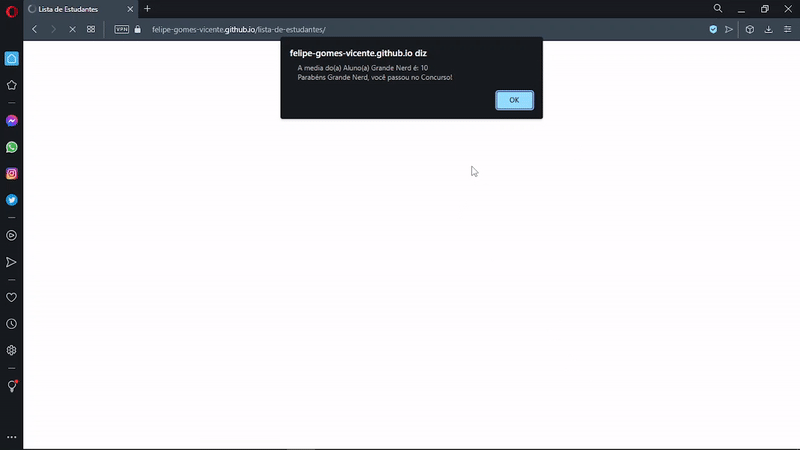 Lista de Estudantes
VPN
felipe-gomes-vicente.github.io/lista-de-estudantes/
felipe-gomes-vicente.github.io diz
A media do(a) Aluno(a) Grande Nerd é: 10
Parabéns Grande Nerd, você passou no Concurso!
OK